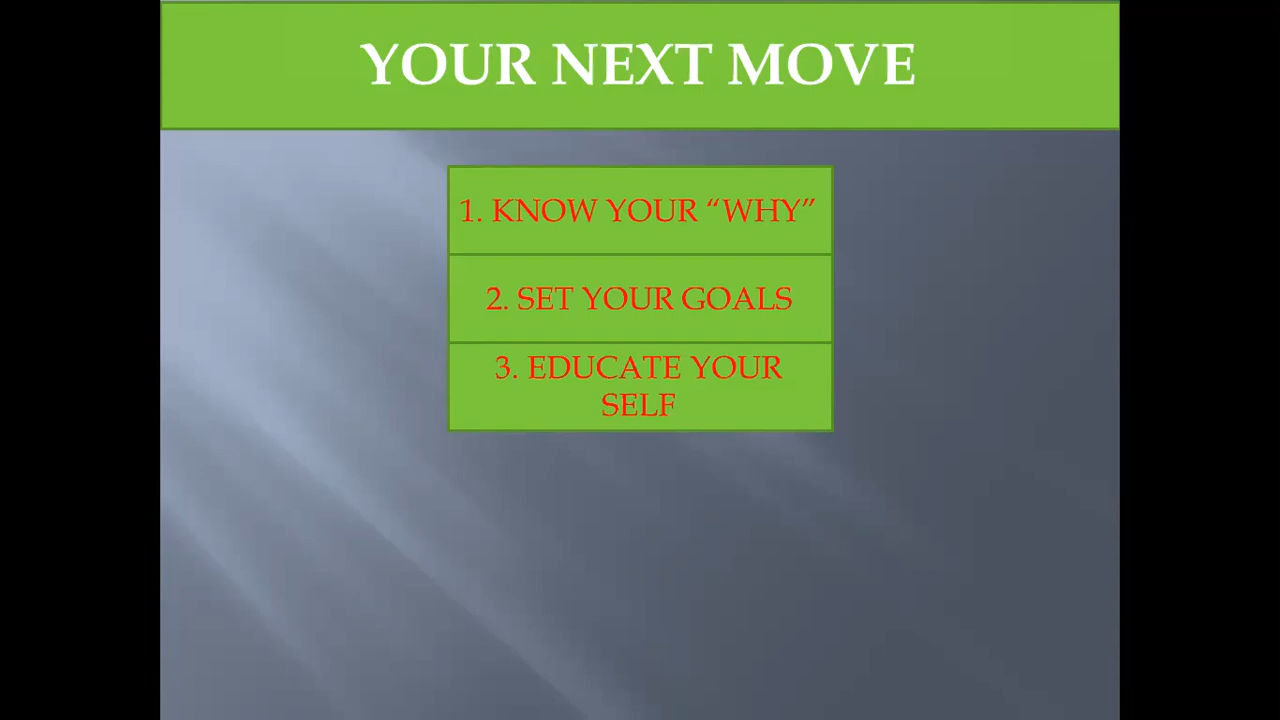 YOUR NEXT MOVE
1. KNOW YOUR “WHY”
2. SET YOUR GOALS
3. EDUCATE YOUR
SELF